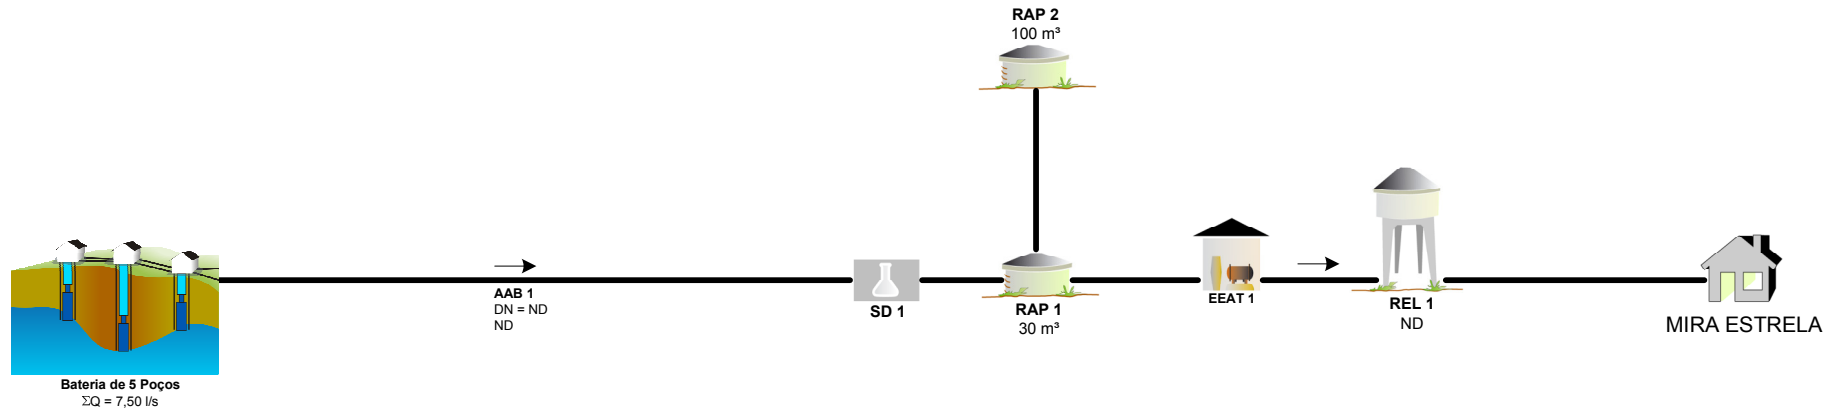 RAP 2
100 m³
AAB 1
DN = ND
ND
SD 1
RAP 1
30 m³
EEAT 1
REL 1
ND
MIRA ESTRELA
Bateria de 5 Poços
ΣQ = 7,50 l/s